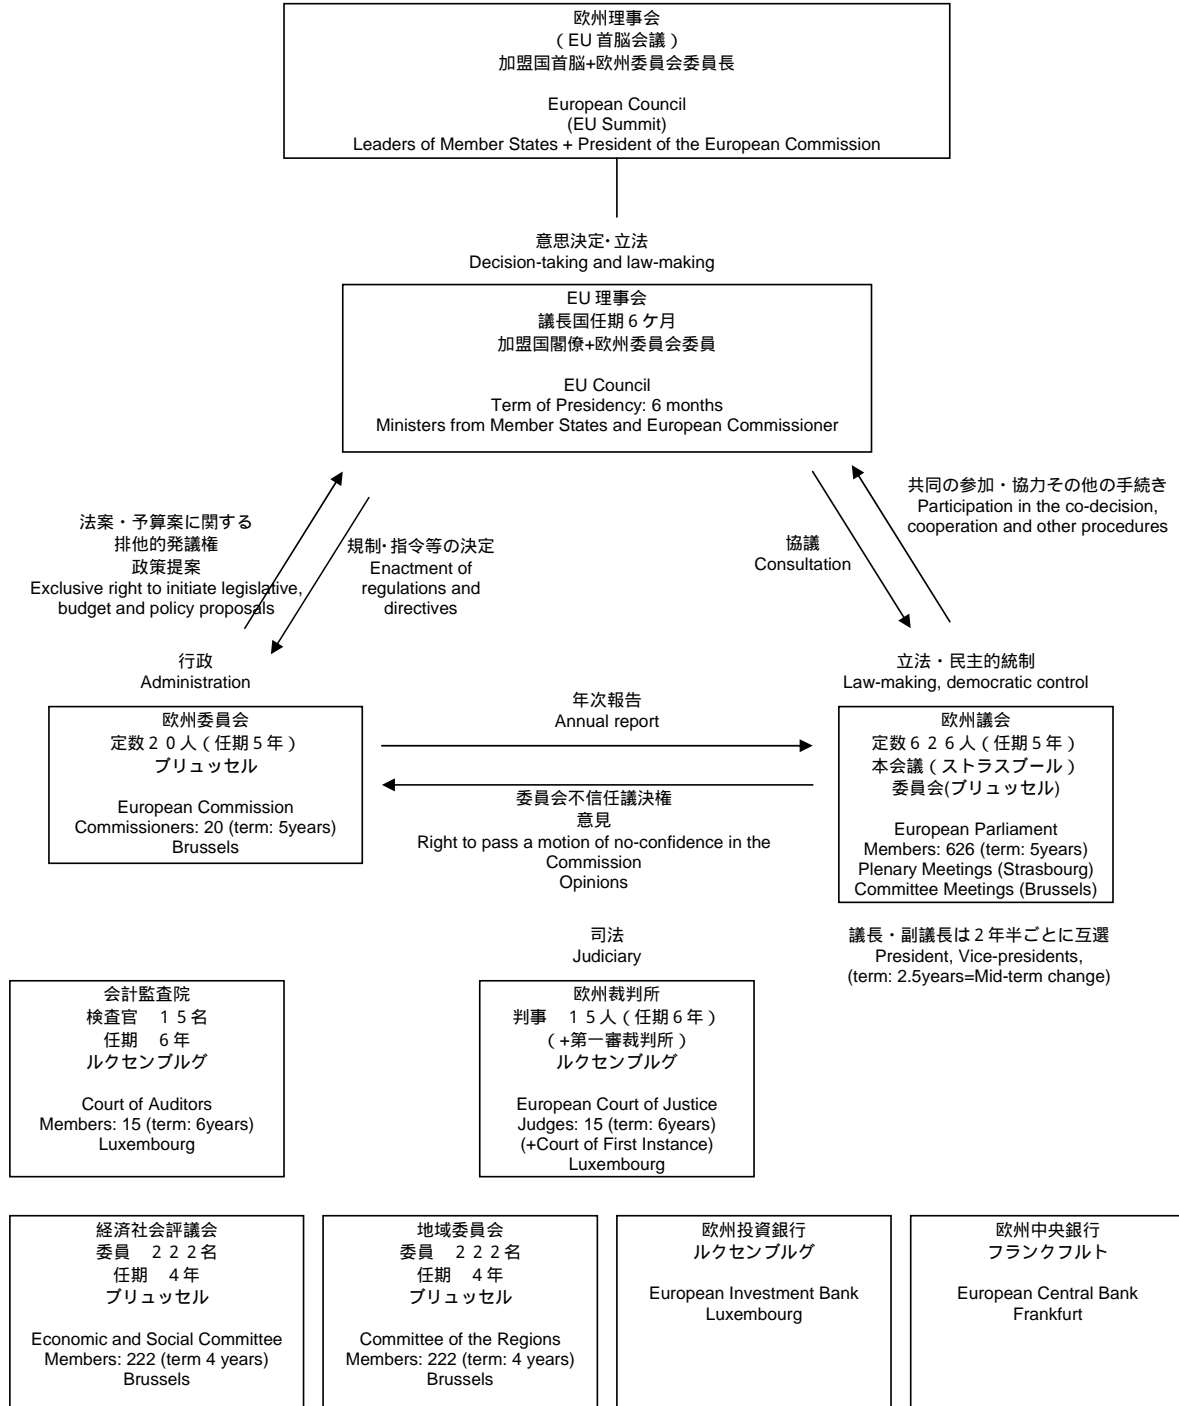 欧州理事会
（EU 首脳会議）
加盟国首脳+欧州委員会委員長
European Council
(EU Summit)
Leaders of Member States + President of the European Commission
意思決定・立法
Decision-taking and law-making
EU 理事会
議長国任期６ケ月
加盟国閣僚+欧州委員会委員
EU Council
Term of Presidency: 6 months
Ministers from Member States and European Commissioner
法案・予算案に関する
排他的発議権
政策提案
Exclusive right to initiate legislative,
budget and policy proposals
規制・指令等の決定
Enactment of
regulations and
directives
協議
Consultation
共同の参加・協力その他の手続き
Participation in the co-decision,
cooperation and other procedures
行政
Administration
立法・民主的統制
Law-making, democratic control
欧州委員会
定数２０人（任期５年）
ブリュッセル
European Commission
Commissioners: 20 (term: 5years)
Brussels
年次報告
Annual report
委員会不信任議決権
意見
Right to pass a motion of no-confidence in the
Commission
Opinions
欧州議会
定数６２６人（任期５年）
本会議（ストラスブール）
委員会(ブリュッセル)
European Parliament
Members: 626 (term: 5years)
Plenary Meetings (Strasbourg)
Committee Meetings (Brussels)
議長・副議長は２年半ごとに互選
President, Vice-presidents,
(term: 2.5years=Mid-term change)
司法
Judiciary
会計監査院
検査官　１５名
任期　６年
ルクセンブルグ
Court of Auditors
Members: 15 (term: 6years)
Luxembourg
欧州裁判所
判事　１５人（任期６年）
（+第一審裁判所）
ルクセンブルグ
European Court of Justice
Judges: 15 (term: 6years)
(+Court of First Instance)
Luxembourg
経済社会評議会
委員　２２２名
任期　４年
ブリュッセル
Economic and Social Committee
Members: 222 (term 4 years)
Brussels
地域委員会
委員　２２２名
任期　４年
ブリュッセル
Committee of the Regions
Members: 222 (term: 4 years)
Brussels
欧州投資銀行
ルクセンブルグ
European Investment Bank
Luxembourg
欧州中央銀行
フランクフルト
European Central Bank
Frankfurt